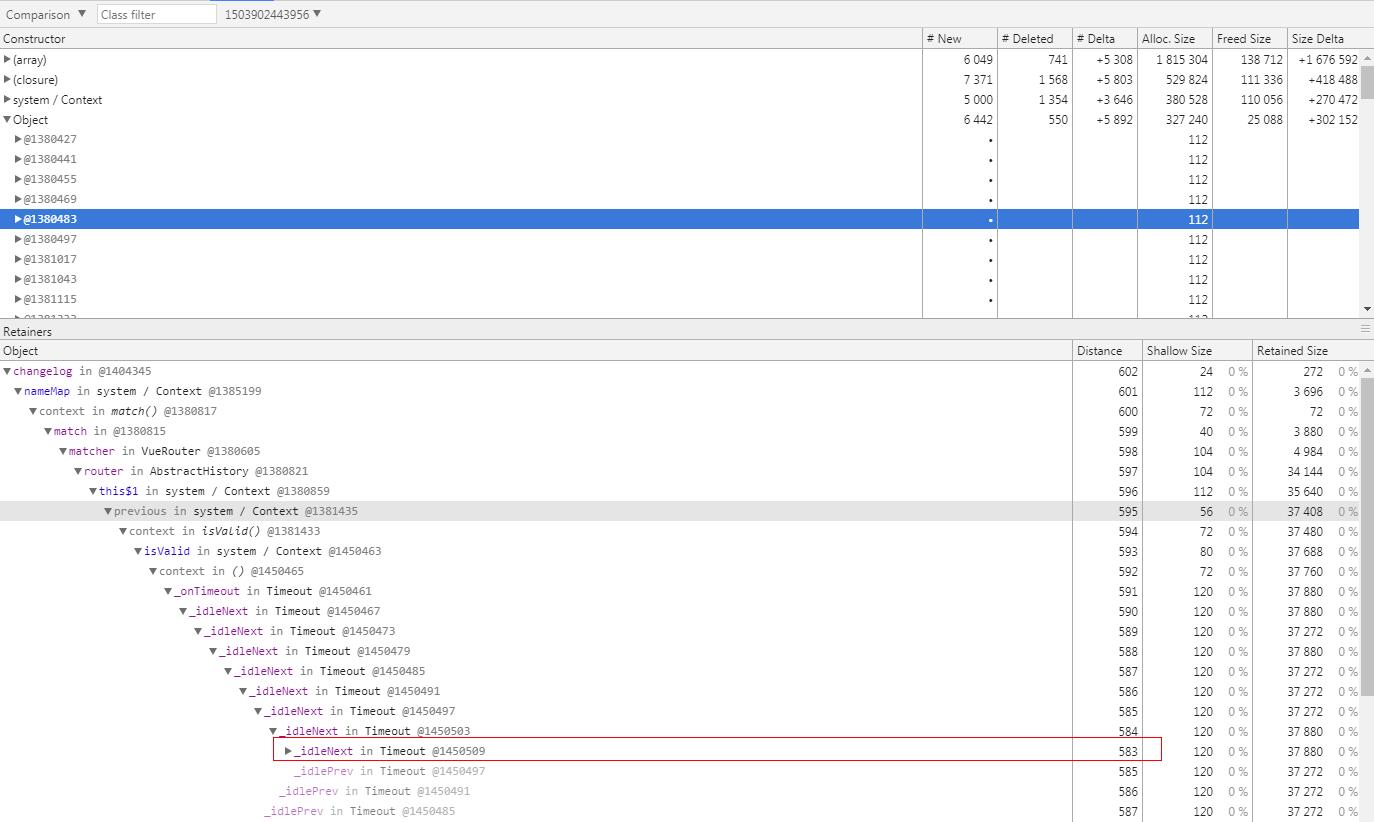 Comparison ▼ Class filter 1503902443956 ▼
Constructor # New # Deleted # Delta Alloc. Size Freed Size Size Delta
▶(array) 6 049 741 +5 308 1 815 304 138 712 +1 676 592
▶(closure) 7 371 1 568 +5 803 529 824 111 336 +418 488
▶system / Context 5 000 1 354 +3 646 380 528 110 056 +270 472
▼Object 6 442 550 +5 892 327 240 25 088 +302 152
▶@1380427 • 112
▶@1380441 • 112
▶@1380455 • 112
▶@1380469 • 112
▶@1380483 • 112
▶@1380497 • 112
▶@1381017 • 112
▶@1381043 • 112
▶@1381115 • 112
Retainers
Object Distance Shallow Size Retained Size
▼changelog in @1404345 602 24 0 % 272 0 %
▼nameMap in system / Context @1385199 601 112 0 % 3 696 0 %
▼context in match() @1380817 600 72 0 % 72 0 %
▼match in @1380815 599 40 0 % 3 880 0 %
▼matcher in VueRouter @1380605 598 104 0 % 4 984 0 %
▼router in AbstractHistory @1380821 597 104 0 % 34 144 0 %
▼this$1 in system / Context @1380859 596 112 0 % 35 640 0 %
▼previous in system / Context @1381435 595 56 0 % 37 408 0 %
▼context in isValid() @1381433 594 72 0 % 37 480 0 %
▼isValid in system / Context @1450463 593 80 0 % 37 688 0 %
▼context in () @1450465 592 72 0 % 37 760 0 %
▼_onTimeout in Timeout @1450461 591 120 0 % 37 880 0 %
▼_idleNext in Timeout @1450467 590 120 0 % 37 880 0 %
▼_idleNext in Timeout @1450473 589 120 0 % 37 272 0 %
▼_idleNext in Timeout @1450479 588 120 0 % 37 880 0 %
▼_idleNext in Timeout @1450485 587 120 0 % 37 272 0 %
▼_idleNext in Timeout @1450491 586 120 0 % 37 272 0 %
▼_idleNext in Timeout @1450497 585 120 0 % 37 272 0 %
▼_idleNext in Timeout @1450503 584 120 0 % 37 880 0 %
▶_idleNext in Timeout @1450509 583 120 0 % 37 880 0 %
_idlePrev in Timeout @1450497 585 120 0 % 37 272 0 %
_idlePrev in Timeout @1450491 586 120 0 % 37 272 0 %
_idlePrev in Timeout @1450485 587 120 0 % 37 272 0 %